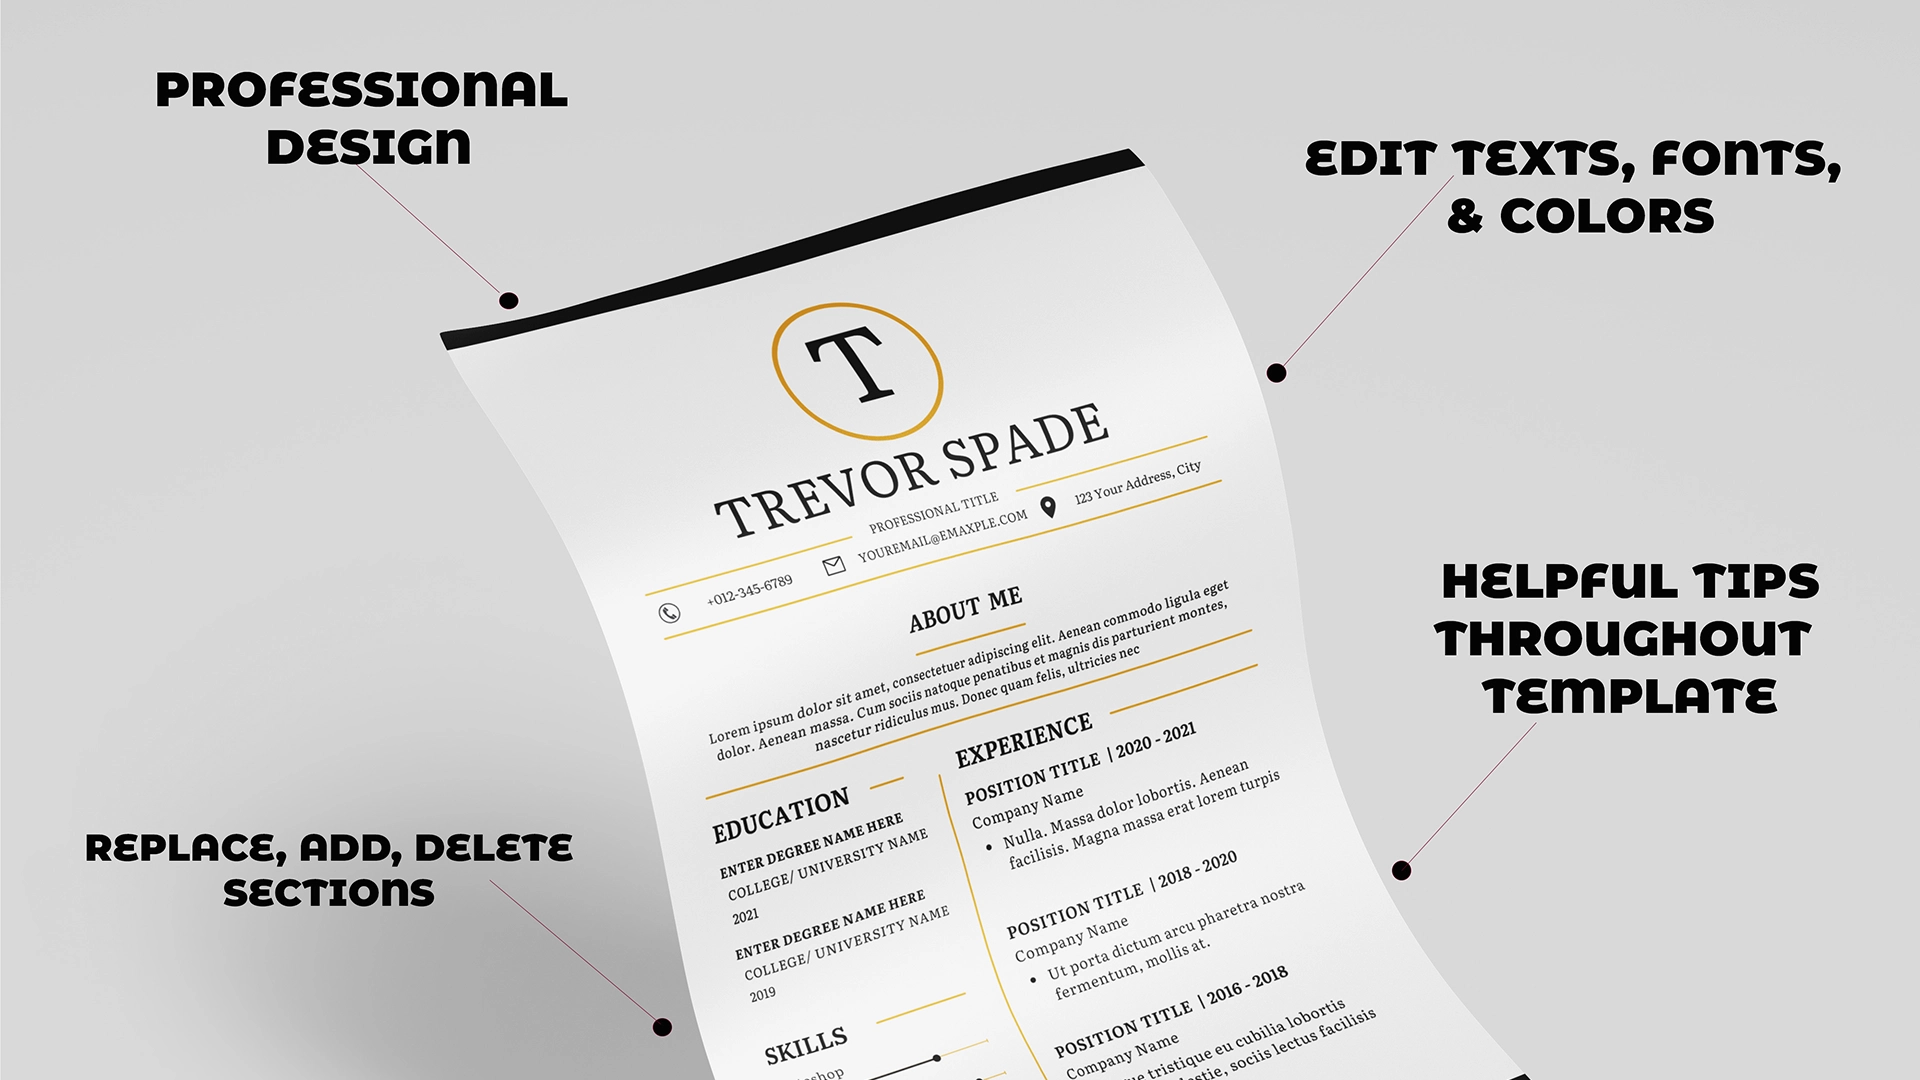 PROFESSIONAL
DESIGN
EDIT TEXTS, FONTS,
& COLORS
HELPFUL TIPS
THROUGHOUT
TEMPLATE
REPLACE, ADD, DELETE
SECTIONS
T
TREVOR SPADE
PROFESSIONAL TITLE
+012-345-6789
YOUREMAIL@EMAXPLE.COM
123 Your Address, City
ABOUT ME
Lorem ipsum dolor sit amet, consectetuer adipiscing elit. Aenean commodo ligula eget
dolor. Aenean massa. Cum sociis natoque penatibus et magnis dis parturient montes,
nascetur ridiculus mus. Donec quam felis, ultricies nec
EDUCATION
ENTER DEGREE NAME HERE
COLLEGE/ UNIVERSITY NAME
2021
ENTER DEGREE NAME HERE
COLLEGE/ UNIVERSITY NAME
2019
SKILLS
EXPERIENCE
POSITION TITLE | 2020 - 2021
Company Name
• Nulla. Massa dolor lobortis. Aenean
facilisis. Magna massa erat lorem turpis
POSITION TITLE | 2018 - 2020
Company Name
• Ut porta dictum arcu pharetra nostra
fermentum, mollis at.
POSITION TITLE | 2016 - 2018
Company Name
tristique eu cubilia lobortis
sociis lectus facilisis